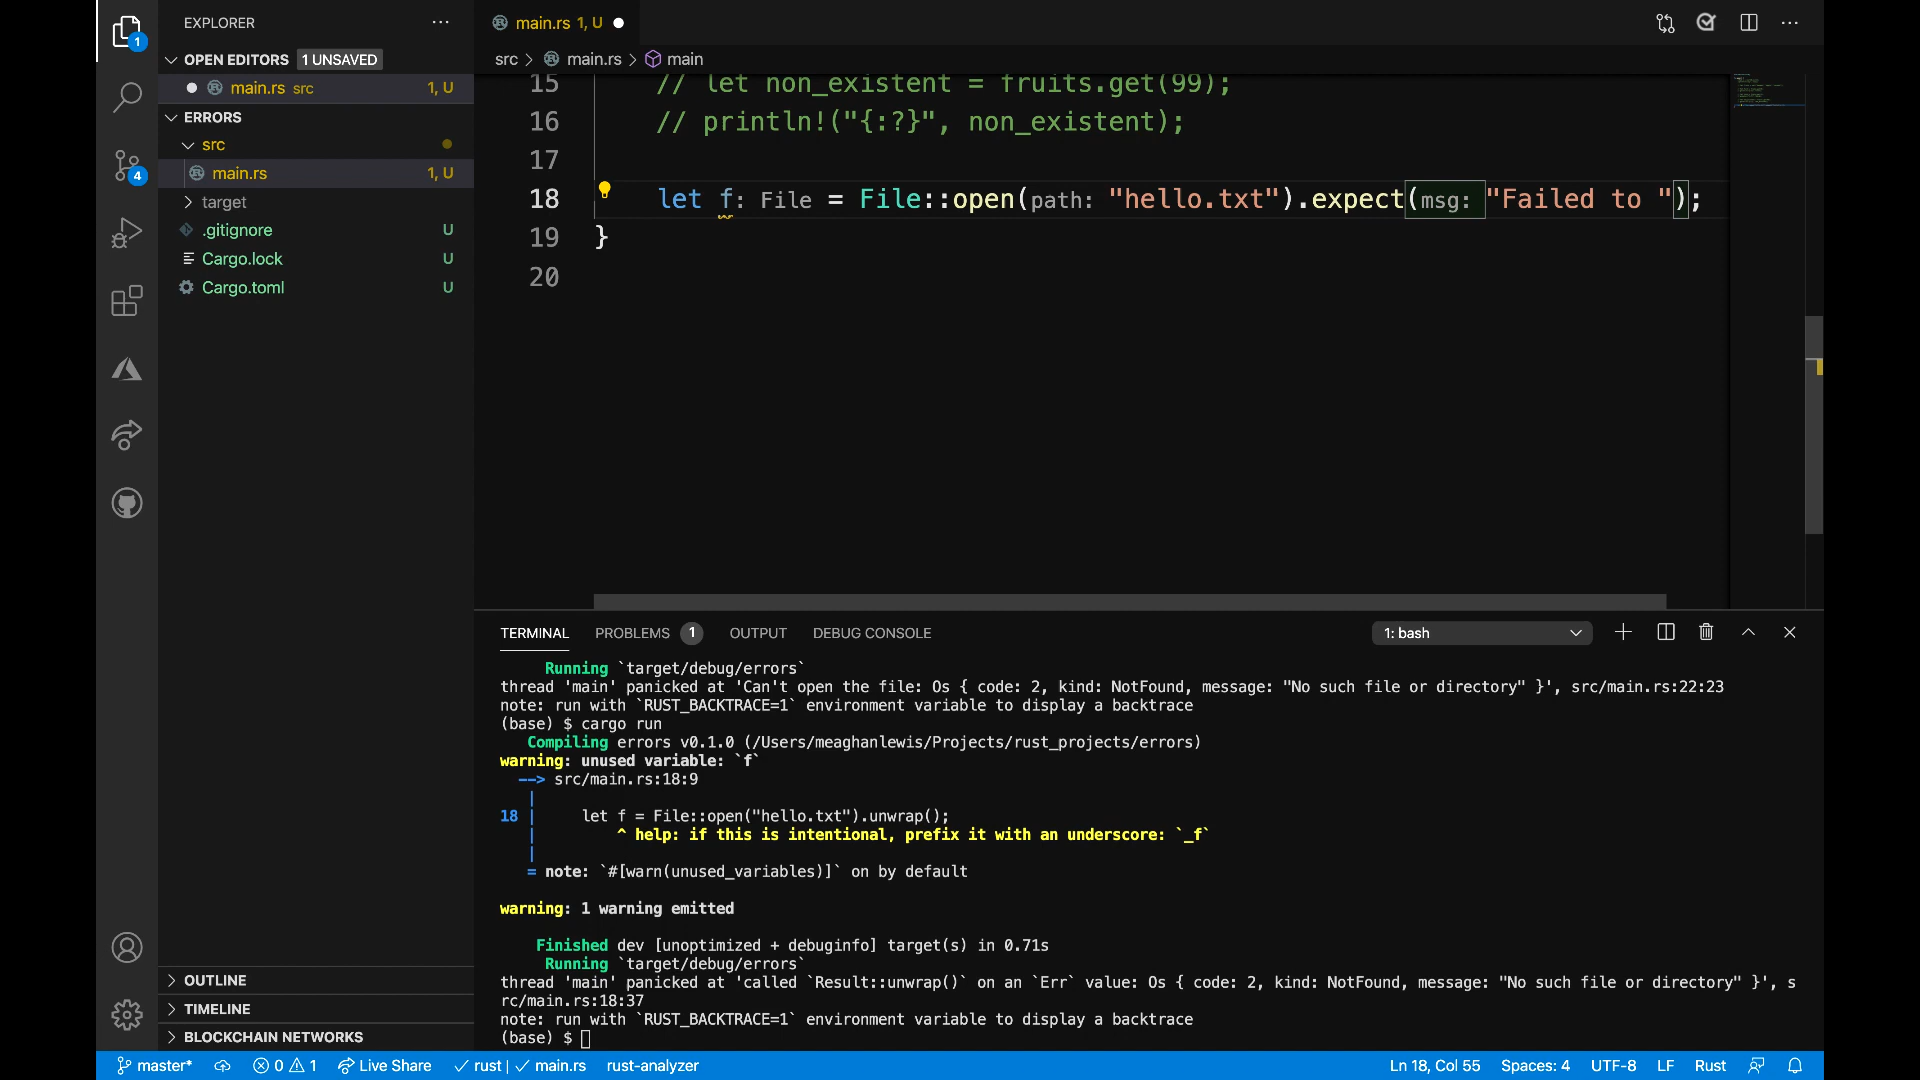 EXPLORER
main.rs 1, U
OPEN EDITORS 1 UNSAVED
main.rs src 1, U
ERRORS
src
main.rs 1, U
target
.gitignore U
Cargo.lock U
Cargo.toml U
OUTLINE
TIMELINE
BLOCKCHAIN NETWORKS
1
4
src > main.rs > main
15 // let non_existent = fruits.get(99);
16 // println!("{:?}", non_existent);
17
18 let f: File = File::open(path: "hello.txt").expect(msg: "Failed to ");
19 }
20
TERMINAL PROBLEMS 1 OUTPUT DEBUG CONSOLE 1: bash
Running `target/debug/errors`
thread 'main' panicked at 'Can't open the file: Os { code: 2, kind: NotFound, message: "No such file or directory" }', src/main.rs:22:23
note: run with `RUST_BACKTRACE=1` environment variable to display a backtrace
(base) $ cargo run
Compiling errors v0.1.0 (/Users/meaghanlewis/Projects/rust_projects/errors)
warning: unused variable: `f`
--> src/main.rs:18:9
|
18 | let f = File::open("hello.txt").unwrap();
| ^ help: if this is intentional, prefix it with an underscore: `_f`
|
= note: `#[warn(unused_variables)]` on by default
warning: 1 warning emitted
Finished dev [unoptimized + debuginfo] target(s) in 0.71s
Running `target/debug/errors`
thread 'main' panicked at 'called `Result::unwrap()` on an `Err` value: Os { code: 2, kind: NotFound, message: "No such file or directory" }', s
rc/main.rs:18:37
note: run with `RUST_BACKTRACE=1` environment variable to display a backtrace
(base) $
master* 0 1 Live Share rust | main.rs rust-analyzer Ln 18, Col 55 Spaces: 4 UTF-8 LF Rust